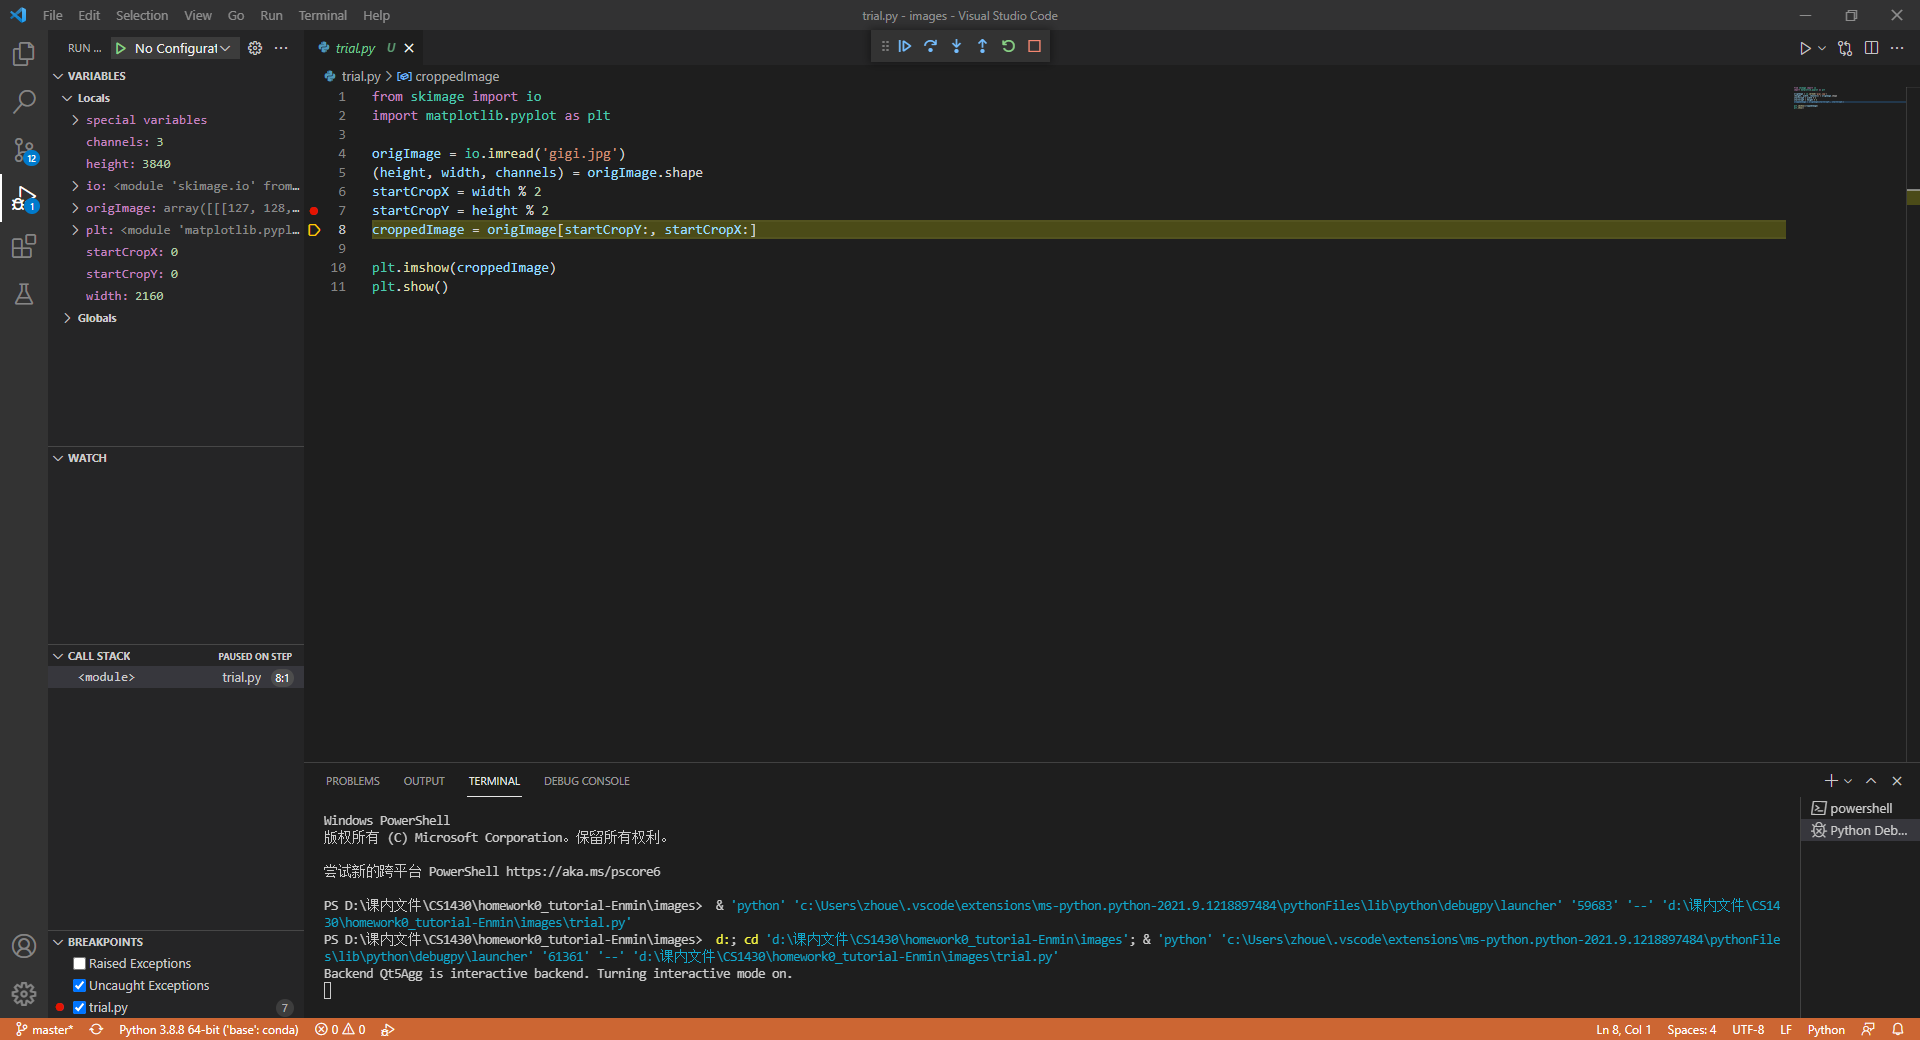 File Edit Selection View Go Run Terminal Help
trial.py - images - Visual Studio Code
RUN ... No Configurat
trial.py U
VARIABLES
Locals
special variables
channels: 3
height: 3840
io: <module 'skimage.io' from...
origImage: array([[[127, 128,...
plt: <module 'matplotlib.pypl...
startCropX: 0
startCropY: 0
width: 2160
Globals
WATCH
CALL STACK PAUSED ON STEP
<module> trial.py 8:1
BREAKPOINTS
Raised Exceptions
Uncaught Exceptions
trial.py 7
12
1
trial.py > croppedImage
1 from skimage import io
2 import matplotlib.pyplot as plt
3
4 origImage = io.imread('gigi.jpg')
5 (height, width, channels) = origImage.shape
6 startCropX = width % 2
7 startCropY = height % 2
8 croppedImage = origImage[startCropY:, startCropX:]
9
10 plt.imshow(croppedImage)
11 plt.show()
PROBLEMS OUTPUT TERMINAL DEBUG CONSOLE
Windows PowerShell
版权所有 (C) Microsoft Corporation。保留所有权利。
尝试新的跨平台 PowerShell https://aka.ms/pscore6
PS D:\课内文件\CS1430\homework0_tutorial-Enmin\images>  & 'python' 'c:\Users\zhoue\.vscode\extensions\ms-python.python-2021.9.1218897484\pythonFiles\lib\python\debugpy\launcher' '59683' '--' 'd:\课内文件\CS14
30\homework0_tutorial-Enmin\images\trial.py'
PS D:\课内文件\CS1430\homework0_tutorial-Enmin\images>  d:; cd 'd:\课内文件\CS1430\homework0_tutorial-Enmin\images'; & 'python' 'c:\Users\zhoue\.vscode\extensions\ms-python.python-2021.9.1218897484\pythonFile
s\lib\python\debugpy\launcher' '61361' '--' 'd:\课内文件\CS1430\homework0_tutorial-Enmin\images\trial.py'
Backend Qt5Agg is interactive backend. Turning interactive mode on.
powershell
Python Deb...
master* Python 3.8.8 64-bit ('base': conda) 0 0
Ln 8, Col 1 Spaces: 4 UTF-8 LF Python